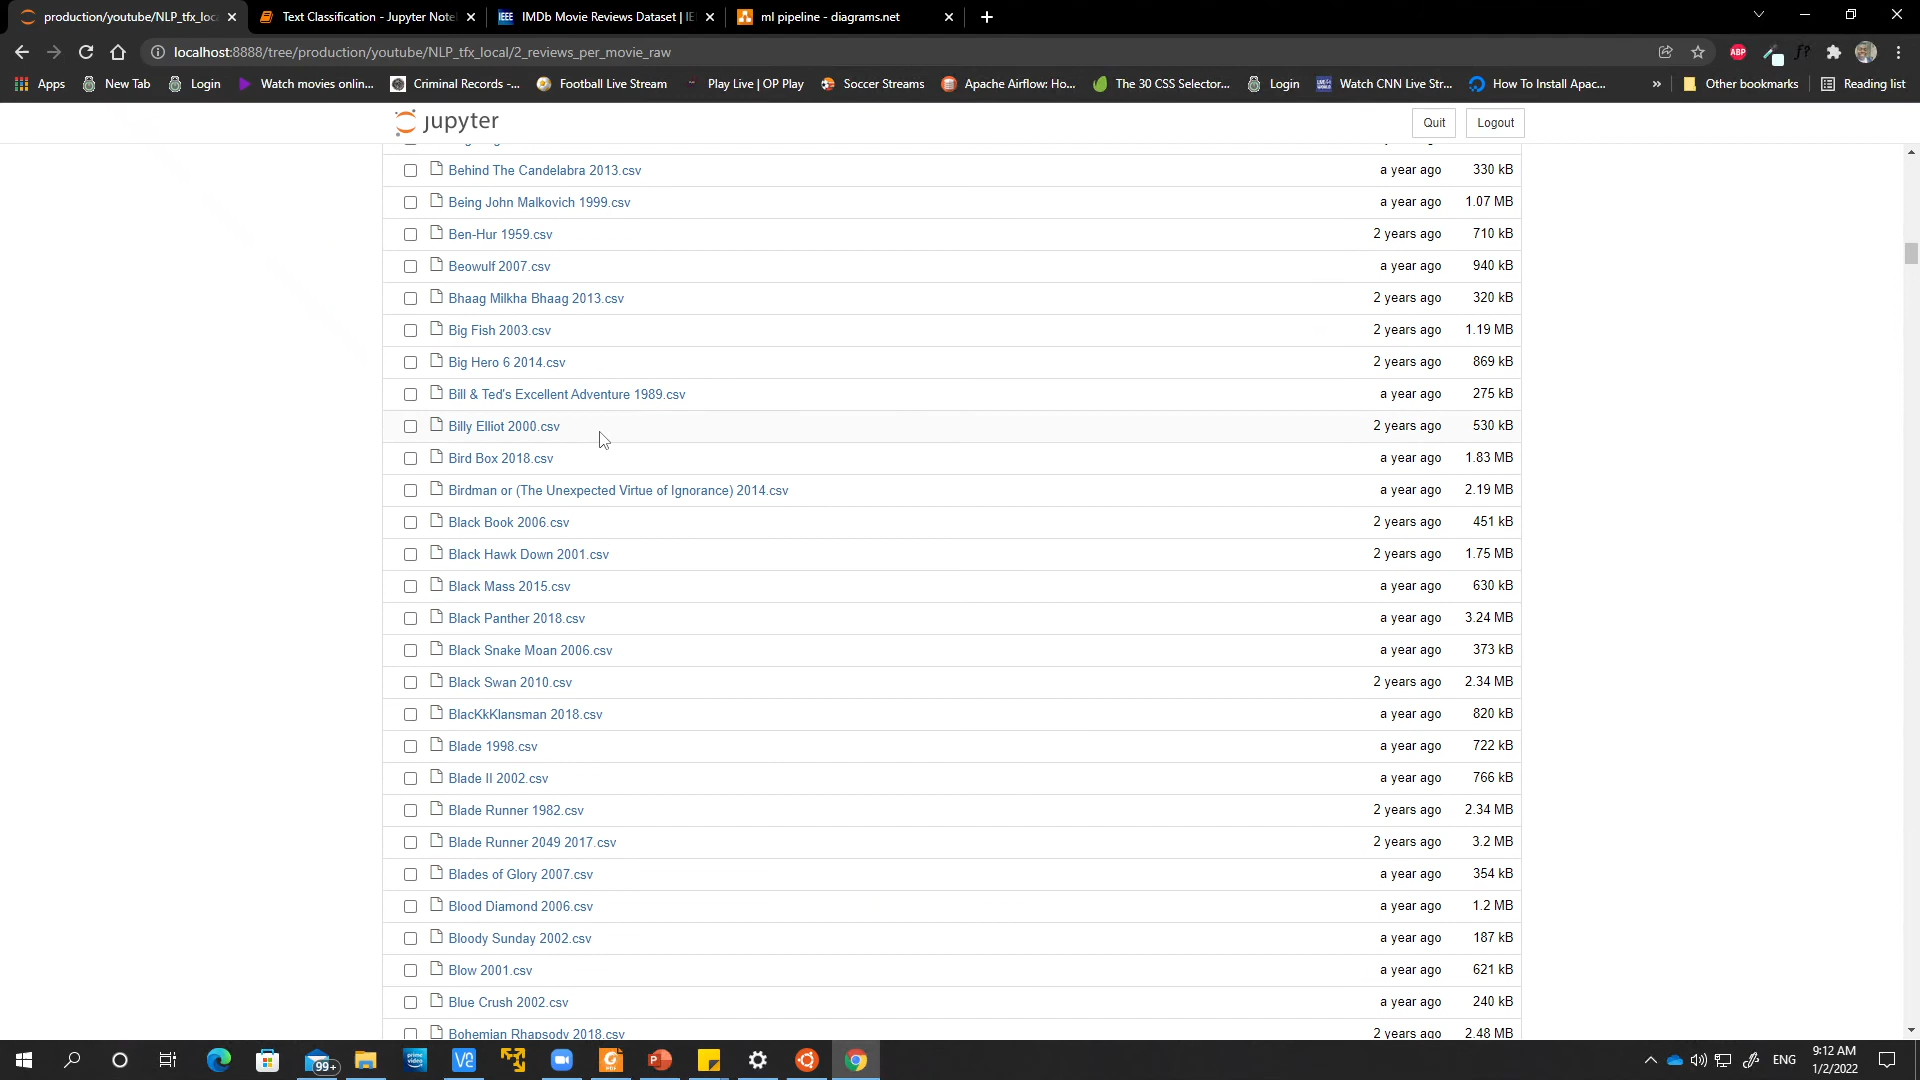 production/youtube/NLP_tfx_loc
Text Classification - Jupyter Note
IEEE IMDb Movie Reviews Dataset | IE
ml pipeline - diagrams.net
localhost:8888/tree/production/youtube/NLP_tfx_local/2_reviews_per_movie_raw
ABP
f?
Apps
New Tab
Login
Watch movies onlin...
Criminal Records -...
Football Live Stream
Play Live | OP Play
Soccer Streams
Apache Airflow: Ho...
The 30 CSS Selector...
Login
Watch CNN Live Str...
How To Install Apac...
»
Other bookmarks
Reading list
jupyter
Quit
Logout
Behind The Candelabra 2013.csv a year ago 330 kB
Being John Malkovich 1999.csv a year ago 1.07 MB
Ben-Hur 1959.csv 2 years ago 710 kB
Beowulf 2007.csv a year ago 940 kB
Bhaag Milkha Bhaag 2013.csv 2 years ago 320 kB
Big Fish 2003.csv 2 years ago 1.19 MB
Big Hero 6 2014.csv 2 years ago 869 kB
Bill & Ted's Excellent Adventure 1989.csv a year ago 275 kB
Billy Elliot 2000.csv 2 years ago 530 kB
Bird Box 2018.csv a year ago 1.83 MB
Birdman or (The Unexpected Virtue of Ignorance) 2014.csv a year ago 2.19 MB
Black Book 2006.csv 2 years ago 451 kB
Black Hawk Down 2001.csv 2 years ago 1.75 MB
Black Mass 2015.csv a year ago 630 kB
Black Panther 2018.csv a year ago 3.24 MB
Black Snake Moan 2006.csv a year ago 373 kB
Black Swan 2010.csv 2 years ago 2.34 MB
BlacKkKlansman 2018.csv a year ago 820 kB
Blade 1998.csv a year ago 722 kB
Blade II 2002.csv a year ago 766 kB
Blade Runner 1982.csv 2 years ago 2.34 MB
Blade Runner 2049 2017.csv 2 years ago 3.2 MB
Blades of Glory 2007.csv a year ago 354 kB
Blood Diamond 2006.csv a year ago 1.2 MB
Bloody Sunday 2002.csv a year ago 187 kB
Blow 2001.csv a year ago 621 kB
Blue Crush 2002.csv a year ago 240 kB
Bohemian Rhapsody 2018.csv 2 years ago 2.48 MB
99+
prime video
ENG
9:12 AM
1/2/2022